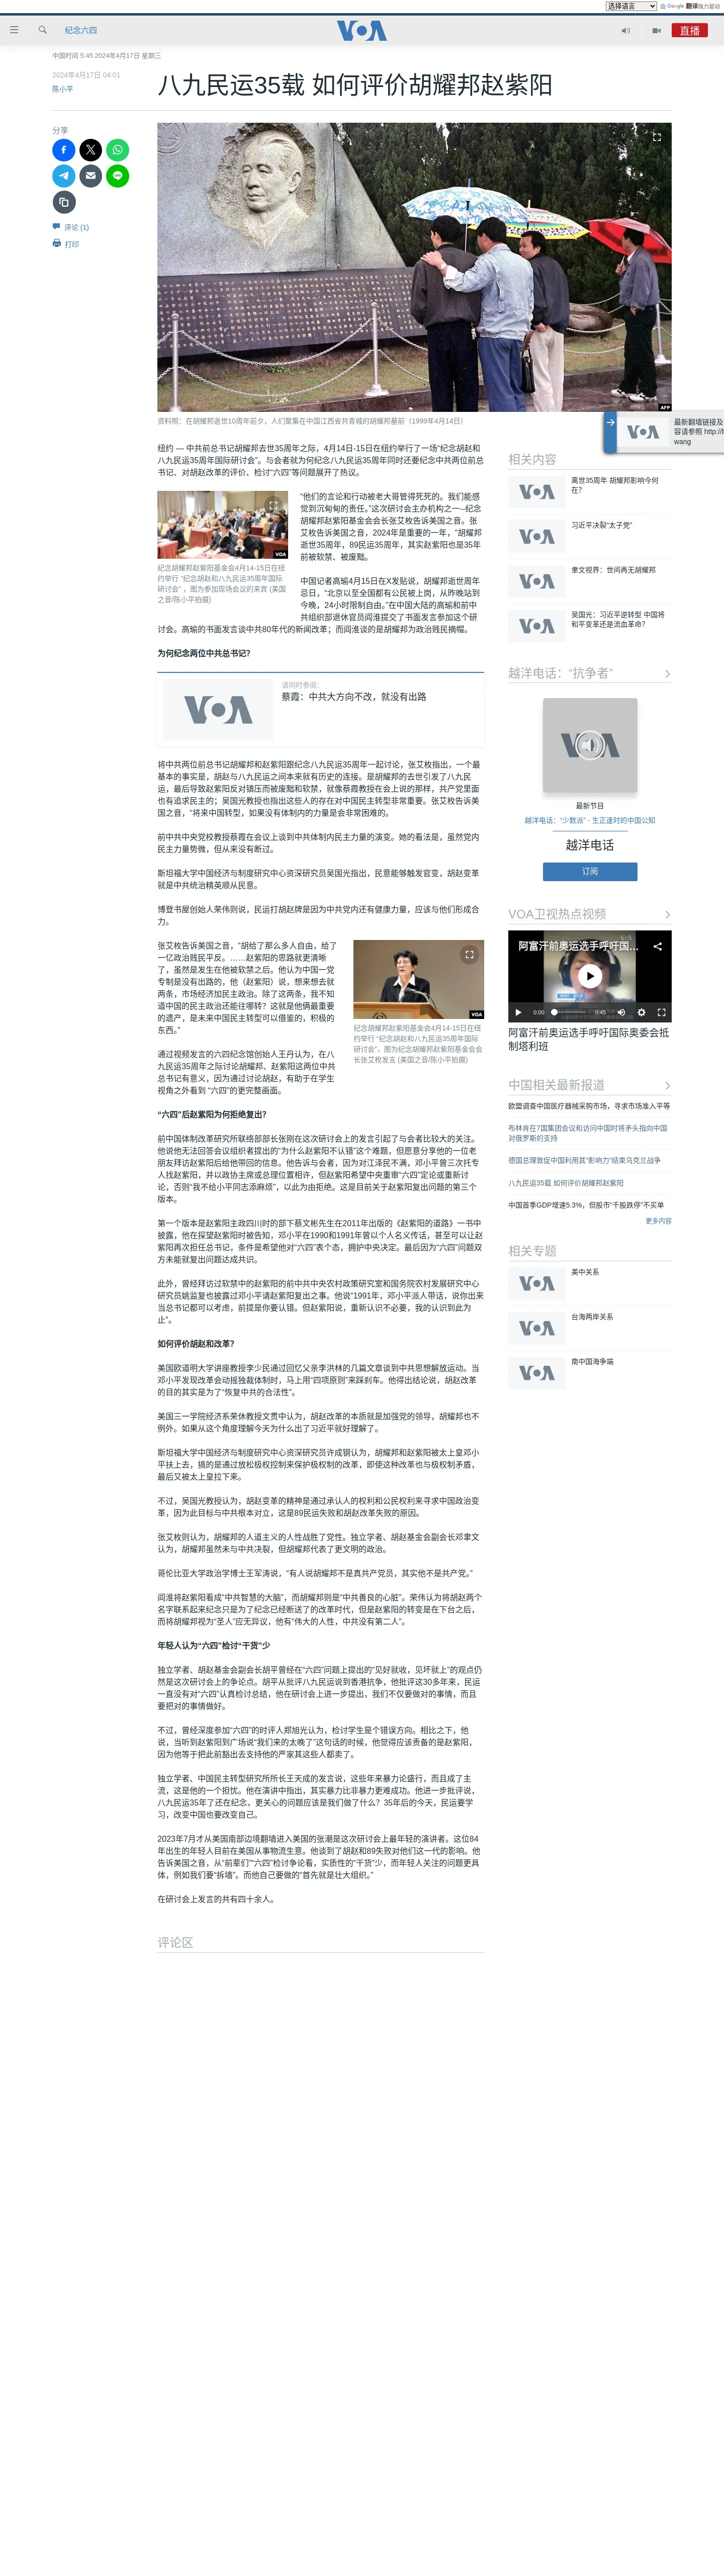 选择语言 由 Google 翻译强力驱动
纪念六四
VOA
直播
中国时间 5:45 2024年4月17日 星期三
2024年4月17日 04:01
陈小平
八九民运35载 如何评价胡耀邦赵紫阳
分享
评论 (1)
打印
AFP
资料照：在胡耀邦逝世10周年前夕，人们聚集在中国江西省共青城的胡耀邦墓前（1999年4月14日）
纽约 — 中共前总书记胡耀邦去世35周年之际，4月14日-15日在纽约举行了一场“纪念胡赵和
八九民运35周年国际研讨会”。与会者就为何纪念八九民运35周年同时还要纪念中共两位前总
书记、对胡赵改革的评价、检讨“六四”等问题展开了热议。
VOA
纪念胡耀邦赵紫阳基金会4月14-15日在纽
约举行 “纪念胡赵和八九民运35周年国际
研讨会” ，图为参加现场会议的来宾 (美国
之音/陈小平拍摄)
“他们的言论和行动被老大哥管得死死的。我们能感
觉到沉甸甸的责任。”这次研讨会主办机构之一--纪念
胡耀邦赵紫阳基金会会长张艾枚告诉美国之音。张
艾枚告诉美国之音，2024年是重要的一年，“胡耀邦
逝世35周年，89民运35周年，其实赵紫阳也是35年
前被软禁、被废黜。
中国记者高瑜4月15日在X发贴说，胡耀邦逝世周年
忌日，“北京以至全国都有公民被上岗，从昨晚站到
今晚，24小时限制自由。”在中国大陆的高瑜和前中
共组织部退休官员阎淮提交了书面发言参加这个研
讨会。高瑜的书面发言谈中共80年代的新闻改革；而阎淮谈的是胡耀邦为政治贱民摘帽。
为何纪念两位中共总书记？
VOA
请同时参阅:
蔡霞：中共大方向不改，就没有出路
将中共两位前总书记胡耀邦和赵紫阳跟纪念八九民运35周年一起讨论，张艾枚指出，一个最
基本的事实是，胡赵与八九民运之间本来就有历史的连接。是胡耀邦的去世引发了八九民
运，最后导致赵紫阳反对镇压而被废黜和软禁，就像蔡霞教授在会上说的那样，共产党里面
也有追求民主的；吴国光教授也指出这些人的存在对中国民主转型非常重要。张艾枚告诉美
国之音，“将来中国转型，如果没有体制内的力量是会非常困难的。
前中共中央党校教授蔡霞在会议上谈到中共体制内民主力量的演变。她的看法是，虽然党内
民主力量势微，但从来没有断过。
斯坦福大学中国经济与制度研究中心资深研究员吴国光指出，民意能够触发官变，胡赵变革
就是中共统治精英顺从民意。
博登书屋创始人荣伟则说，民运打胡赵牌是因为中共党内还有健康力量，应该与他们形成合
力。
VOA
纪念胡耀邦赵紫阳基金会4月14-15日在纽
约举行 “纪念胡赵和八九民运35周年国际
研讨会”，图为纪念胡耀邦赵紫阳基金会会
长张艾枚发言 (美国之音/陈小平拍摄)
张艾枚告诉美国之音，“胡给了那么多人自由，给了
一亿政治贱民平反。……赵紫阳的思路就更清晰
了，虽然是发生在他被软禁之后。他认为中国一党
专制是没有出路的，他（赵紫阳）说，想来想去就
两条，市场经济加民主政治。除了这两条，我不知
道中国的民主政治还能往哪转？这就是他俩最重要
的遗产，是未来中国民主转型可以借鉴的，积极的
东西。”
通过视频发言的六四纪念馆创始人王丹认为，在八
九民运35周年之际讨论胡耀邦、赵紫阳这两位中共
总书记有意义，因为通过讨论胡赵，有助于在学生
视角之外看到 “六四”的更完整画面。
“六四”后赵紫阳为何拒绝复出？
前中国体制改革研究所联络部部长张刚在这次研讨会上的发言引起了与会者比较大的关注。
他说他无法回答会议组织者提出的“为什么赵紫阳不认错”这个难题，但愿意分享他的一位老
朋友拜访赵紫阳后给他带回的信息。他告诉与会者，因为对江泽民不满，邓小平曾三次托专
人找赵紫阳，并以政协主席或总理位置相许，但赵紫阳希望中央重审“六四”定论或重新讨
论，否则“我不给小平同志添麻烦”，以此为由拒绝。这是目前关于赵紫阳复出问题的第三个
版本。
第一个版本是赵紫阳主政四川时的部下蔡文彬先生在2011年出版的《赵紫阳的道路》一书中
披露，他在探望赵紫阳时被告知，邓小平在1990和1991年曾以个人名义传话，甚至可以让赵
紫阳再次担任总书记，条件是希望他对“六四”表个态，拥护中央决定。最后因为“六四”问题双
方未能就复出问题达成共识。
此外，曾经拜访过软禁中的赵紫阳的前中共中央农村政策研究室和国务院农村发展研究中心
研究员姚监复也披露过邓小平请赵紫阳复出之事。他说“1991年，邓小平派人带话，说你出来
当总书记都可以考虑，前提是你要认错。但赵紫阳说，重新认识不必要，我的认识到此为
止”。
如何评价胡赵和改革？
美国欧道明大学讲座教授李少民通过回忆父亲李洪林的几篇文章谈到中共思想解放运动。当
邓小平发现改革会动摇独裁体制时，马上用“四项原则”来踩刹车。他得出结论说，胡赵改革
的目的其实是为了“恢复中共的合法性”。
美国三一学院经济系荣休教授文贯中认为，胡赵改革的本质就是加强党的领导，胡耀邦也不
例外。如果从这个角度理解今天为什么出了习近平就好理解了。
斯坦福大学中国经济与制度研究中心资深研究员许成钢认为，胡耀邦和赵紫阳被太上皇邓小
平扶上去，搞的是通过放松极权控制来保护极权制的改革，即使这种改革也与极权制矛盾，
最后又被太上皇拉下来。
不过，吴国光教授认为，胡赵变革的精神是通过承认人的权利和公民权利来寻求中国政治变
革，因为此目标与中共根本对立，这是89民运失败和胡赵改革失败的原因。
张艾枚则认为，胡耀邦的人道主义的人性战胜了党性。独立学者、胡赵基金会副会长邓聿文
认为，胡耀邦虽然未与中共决裂，但胡耀邦代表了更文明的政治。
哥伦比亚大学政治学博士王军涛说，“有人说胡耀邦不是真共产党员，其实他不是共产党。”
阎淮将赵紫阳看成“中共智慧的大脑”，而胡耀邦则是“中共善良的心脏”。荣伟认为将胡赵两个
名字联系起来纪念只是为了纪念已经断送了的改革时代，但是赵紫阳的转变是在下台之后，
而将胡耀邦视为“圣人”应无异议，他有“伟大的人性，中共没有第二人”。
年轻人认为“六四”检讨“干货”少
独立学者、胡赵基金会副会长胡平曾经在“六四”问题上提出的“见好就收，见坏就上”的观点仍
然是这次研讨会上的争论点。胡平从批评八九民运说到香港抗争，他批评这30多年来，民运
一直没有对“六四”认真检讨总结，他在研讨会上进一步提出，我们不仅要做对的事情，而且
要把对的事情做好。
不过，曾经深度参加“六四”的时评人郑旭光认为，检讨学生是个错误方向。相比之下，他
说，当听到赵紫阳到广场说“我们来的太晚了”这句话的时候，他觉得应该责备的是赵紫阳，
因为他等于把此前豁出去支持他的严家其这些人都卖了。
独立学者、中国民主转型研究所所长王天成的发言说，这些年来暴力论盛行，而且成了主
流，这是他的一个担忧。他在演讲中指出，其实暴力比非暴力更难成功。他进一步批评说，
八九民运35年了还在纪念，更关心的问题应该是我们做了什么？35年后的今天，民运要学
习，改变中国也要改变自己。
2023年7月才从美国南部边境翻墙进入美国的张潮是这次研讨会上最年轻的演讲者。这位84
年出生的年轻人目前在美国从事物流生意。他谈到了胡赵和89失败对他们这一代的影响。他
告诉美国之音，从“前辈们”“六四”检讨争论看，实质性的“干货”少，而年轻人关注的问题更具
体，例如我们要“拆墙”。而他自己要做的“首先就是壮大组织。”
在研讨会上发言的共有四十余人。
评论区
VOA
最新翻墙链接及
容请参照 http://b
wang
相关内容
VOA
离世35周年 胡耀邦影响今何
在？
VOA
习近平决裂“太子党”
VOA
聿文视界：世间再无胡耀邦
VOA
吴国光：习近平逆转型 中国将
和平变革还是流血革命？
越洋电话：“抗争者”
VOA
最新节目
越洋电话：“少数派” - 生正逢时的中国公知
越洋电话
订阅
VOA卫视热点视频
阿富汗前奥运选手呼吁国…
0:00 0:45
阿富汗前奥运选手呼吁国际奥委会抵
制塔利班
中国相关最新报道
欧盟调查中国医疗器械采购市场，寻求市场准入平等
布林肯在7国集团会议和访问中国时将矛头指向中国
对俄罗斯的支持
德国总理敦促中国利用其“影响力”结束乌克兰战争
八九民运35载 如何评价胡耀邦赵紫阳
中国首季GDP增速5.3%，但股市“千股跌停”不买单
更多内容
相关专题
VOA
美中关系
VOA
台海两岸关系
VOA
南中国海争端